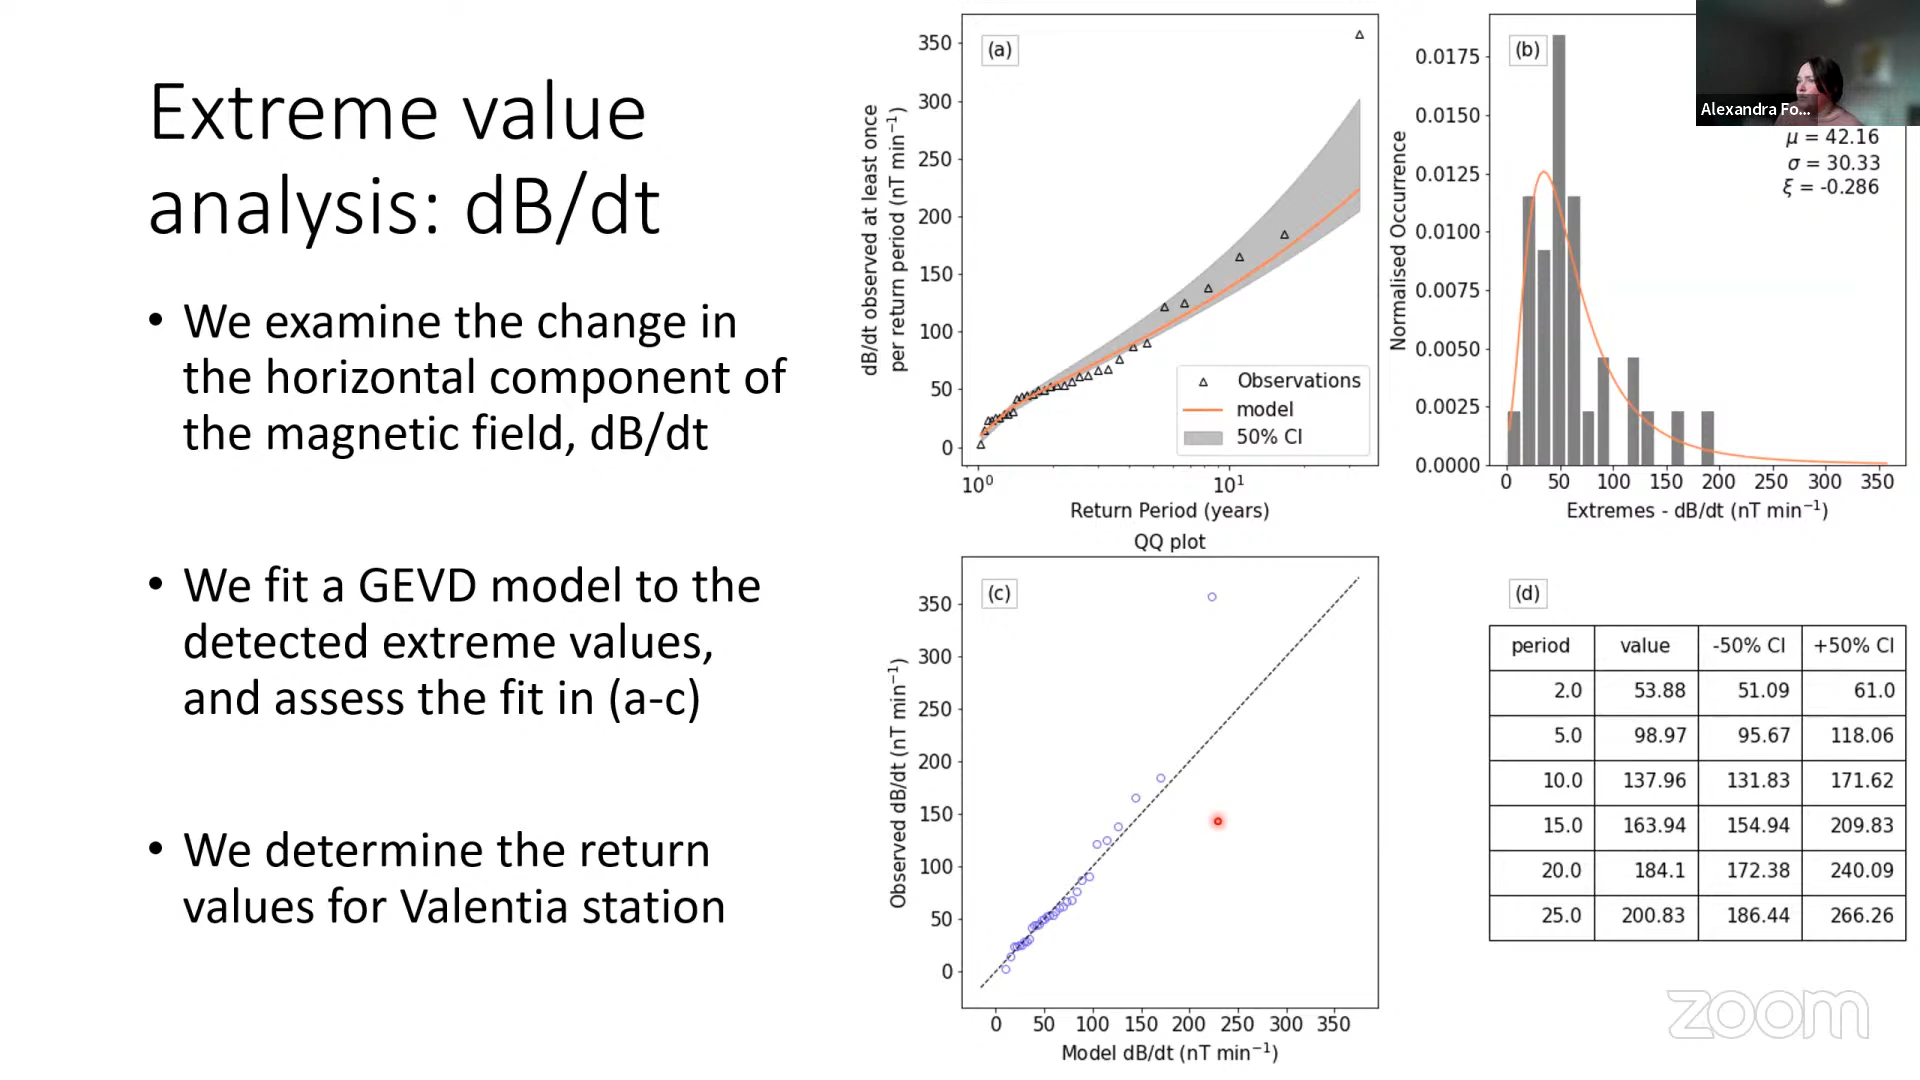 Extreme value
analysis: dB/dt
• We examine the change in
the horizontal component of
the magnetic field, dB/dt
• We fit a GEVD model to the
detected extreme values,
and assess the fit in (a-c)
• We determine the return
values for Valentia station
(a)
350
300
250
200
150
100
50
0
dB/dt observed at least once
per return period (nT min⁻¹)
Observations
model
50% CI
10⁰ 10¹
Return Period (years)
(b)
0.0175
0.0150
0.0125
0.0100
0.0075
0.0050
0.0025
0.0000
Normalised Occurrence
μ = 42.16
σ = 30.33
ξ = -0.286
0 50 100 150 200 250 300 350
Extremes - dB/dt (nT min⁻¹)
Alexandra Fo...
QQ plot
(c)
350
300
250
200
150
100
50
0
Observed dB/dt (nT min⁻¹)
0 50 100 150 200 250 300 350
Model dB/dt (nT min⁻¹)
(d)
period value -50% CI +50% CI
2.0 53.88 51.09 61.0
5.0 98.97 95.67 118.06
10.0 137.96 131.83 171.62
15.0 163.94 154.94 209.83
20.0 184.1 172.38 240.09
25.0 200.83 186.44 266.26
zoom